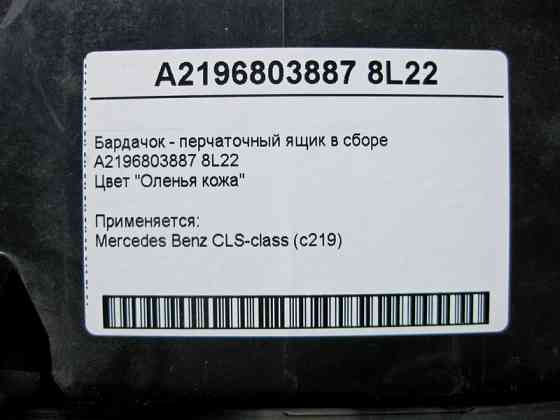 A2196803887 8L22
Бардачок - перчаточный ящик в сборе
A2196803887 8L22
Цвет "Оленья кожа"
Применяется:
Mercedes Benz CLS-class (c219)